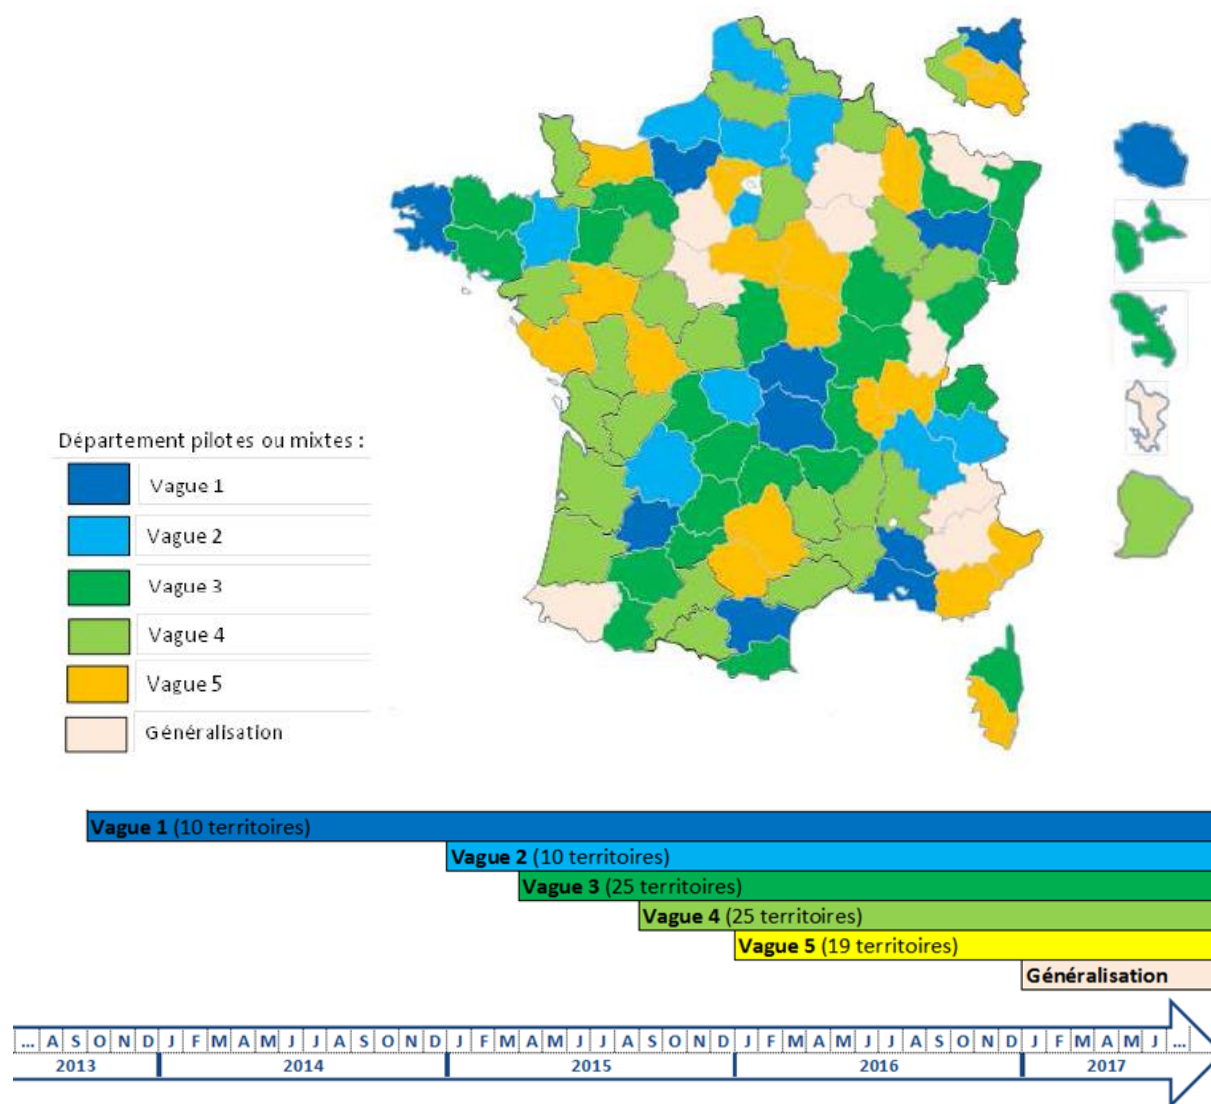 Département pilotes ou mixtes :
Vague 1
Vague 2
Vague 3
Vague 4
Vague 5
Généralisation
Vague 1 (10 territoires)
Vague 2 (10 territoires)
Vague 3 (25 territoires)
Vague 4 (25 territoires)
Vague 5 (19 territoires)
Généralisation
... A S O N D J F M A M J J A S O N D J F M A M J J A S O N D J F M A M J J A S O N D J F M A M J ...
2013 2014 2015 2016 2017